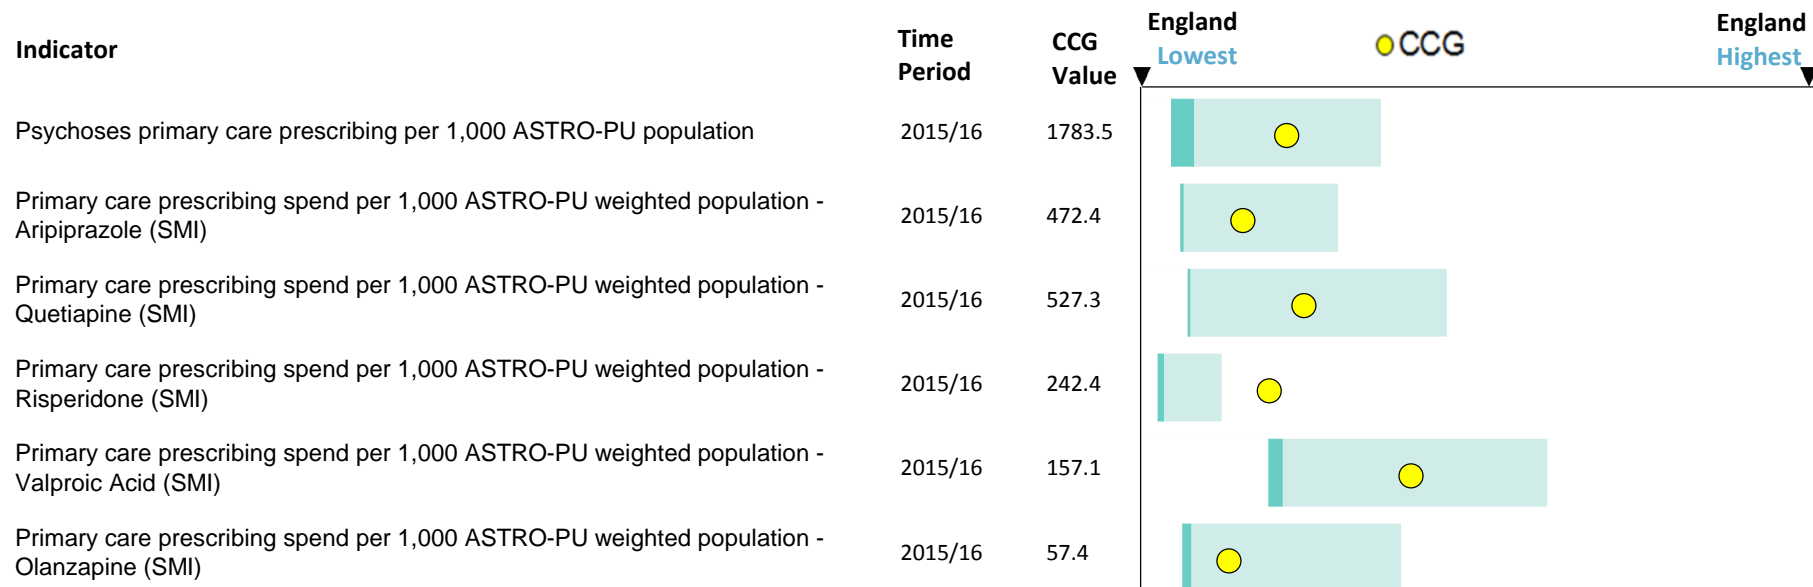 Indicator
Time Period
CCG Value
England Lowest
CCG
England Highest
Psychoses primary care prescribing per 1,000 ASTRO-PU population 2015/16 1783.5
Primary care prescribing spend per 1,000 ASTRO-PU weighted population -
Aripiprazole (SMI) 2015/16 472.4
Primary care prescribing spend per 1,000 ASTRO-PU weighted population -
Quetiapine (SMI) 2015/16 527.3
Primary care prescribing spend per 1,000 ASTRO-PU weighted population -
Risperidone (SMI) 2015/16 242.4
Primary care prescribing spend per 1,000 ASTRO-PU weighted population -
Valproic Acid (SMI) 2015/16 157.1
Primary care prescribing spend per 1,000 ASTRO-PU weighted population -
Olanzapine (SMI) 2015/16 57.4